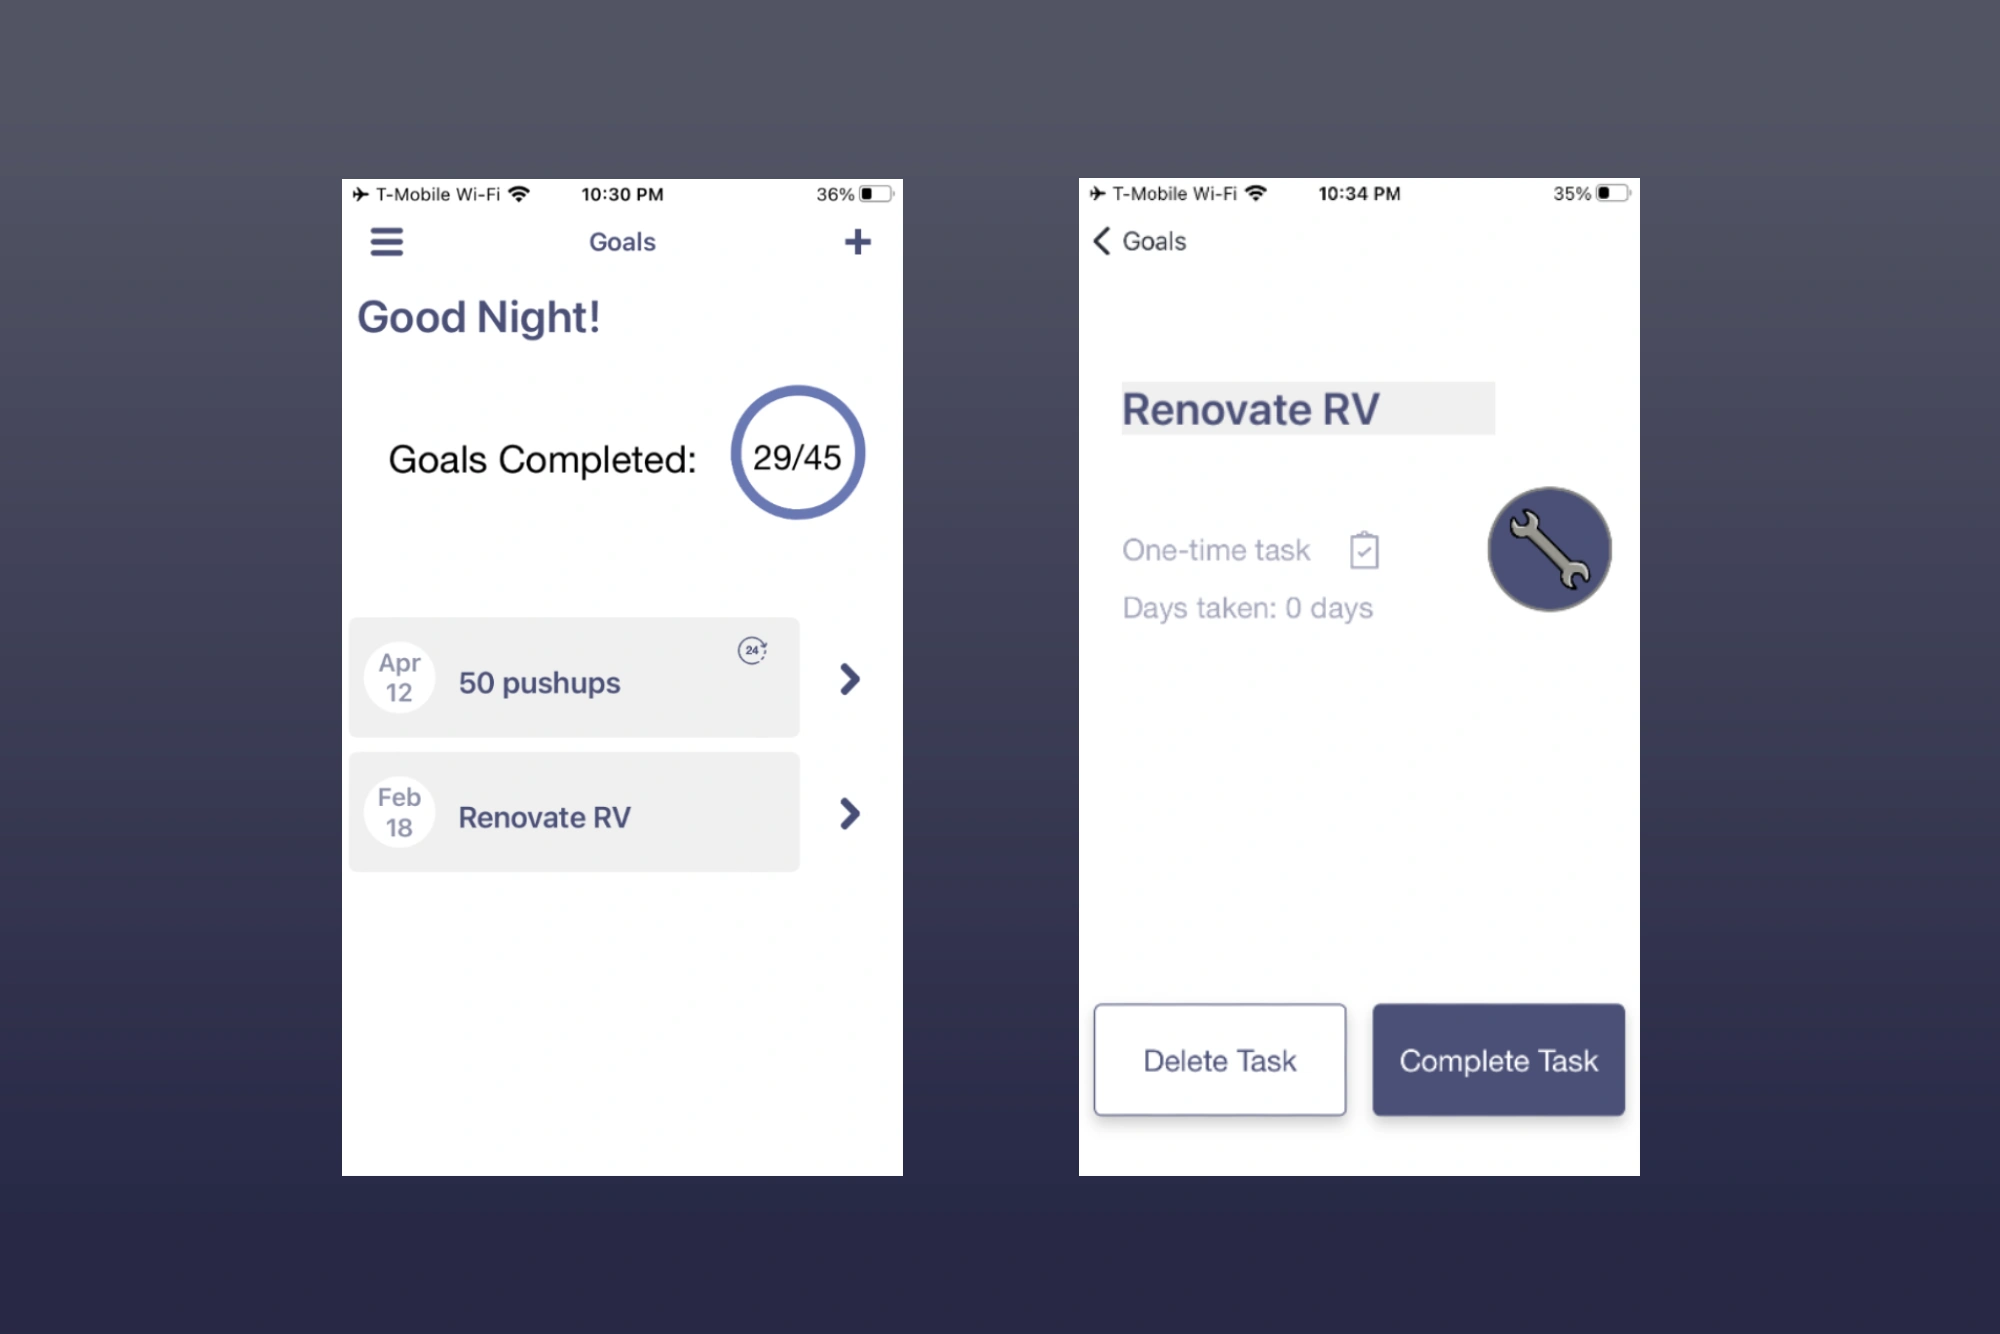 T-Mobile Wi-Fi 10:30 PM 36%
Goals
Good Night!
Goals Completed: 29/45
Apr
12
50 pushups
24
Feb
18
Renovate RV
T-Mobile Wi-Fi 10:34 PM 35%
Goals
Renovate RV
One-time task
Days taken: 0 days
Delete Task
Complete Task